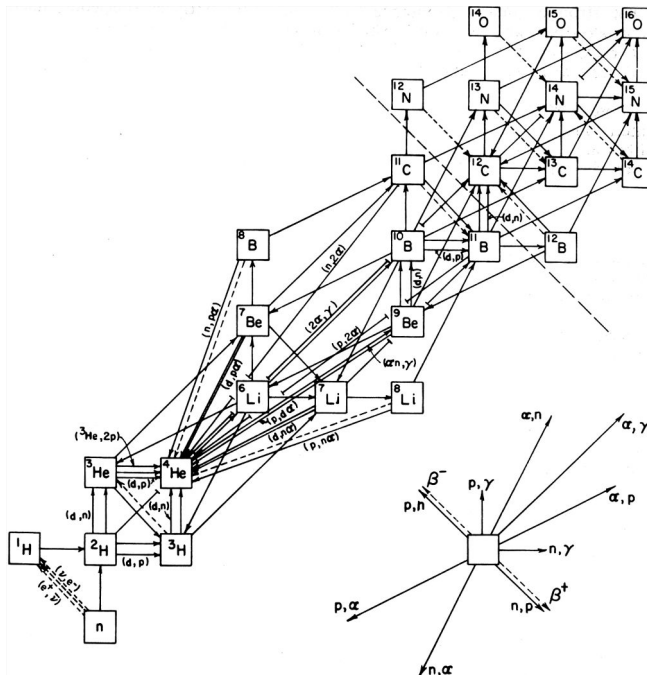 14O 15O 16O
12N 13N 14N 15N
11C 12C 13C 14C
(d,n)
8B 10B 11B 12B
(d,p)
(n,2α)
(d,n)
(n,pα)
(2α,γ)
7Be 9Be
(p,2α)
(αn,γ)
(d,pα)
6Li 7Li 8Li
(p,dα)
(d,nα)
(p,nα)
(3He,2p)
3He 4He
(d,p)
(d,n) (d,n)
1H 2H 3H
(d,p)
(ν,e-)
(e+,ν)
n
α,n
α,γ
β-
p,n
p,γ
α,p
n,γ
β+
n,p
p,α
n,α